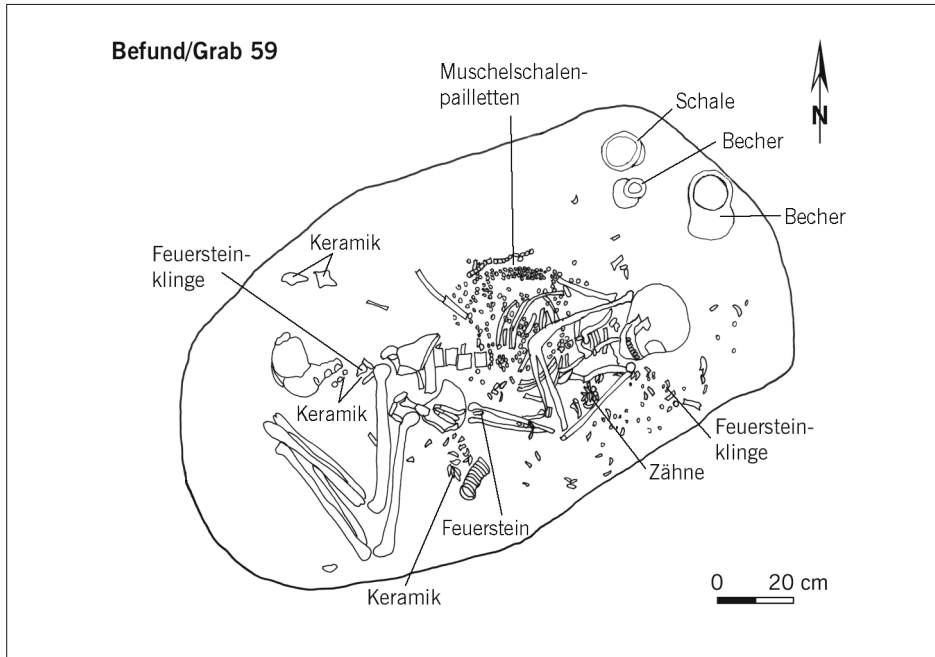 Befund/Grab 59
Muschelschalen-
pailletten
Schale
Becher
Becher
N
Feuerstein-
klinge
Keramik
Keramik
Feuerstein-
klinge
Zähne
Feuerstein
Keramik
0 20 cm